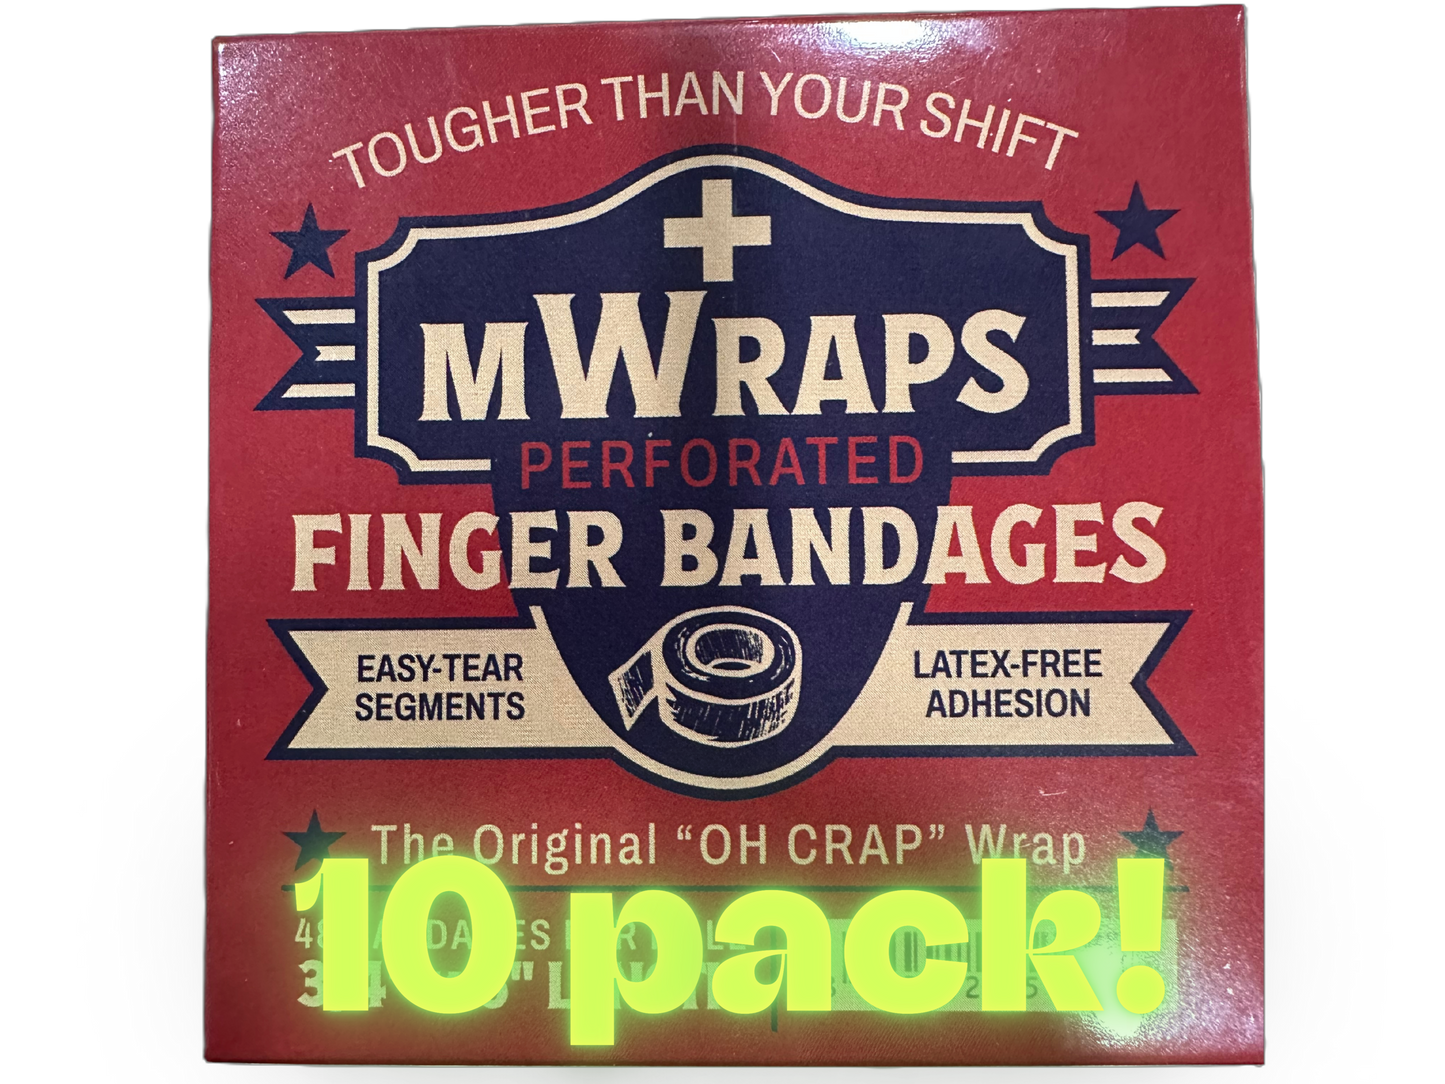 TOUGHER THAN YOUR SHIFT
MWRAPS
PERFORATED
FINGER BANDAGES
EASY-TEAR
SEGMENTS
LATEX-FREE
ADHESION
The Original “OH CRAP” Wrap
10 pack!